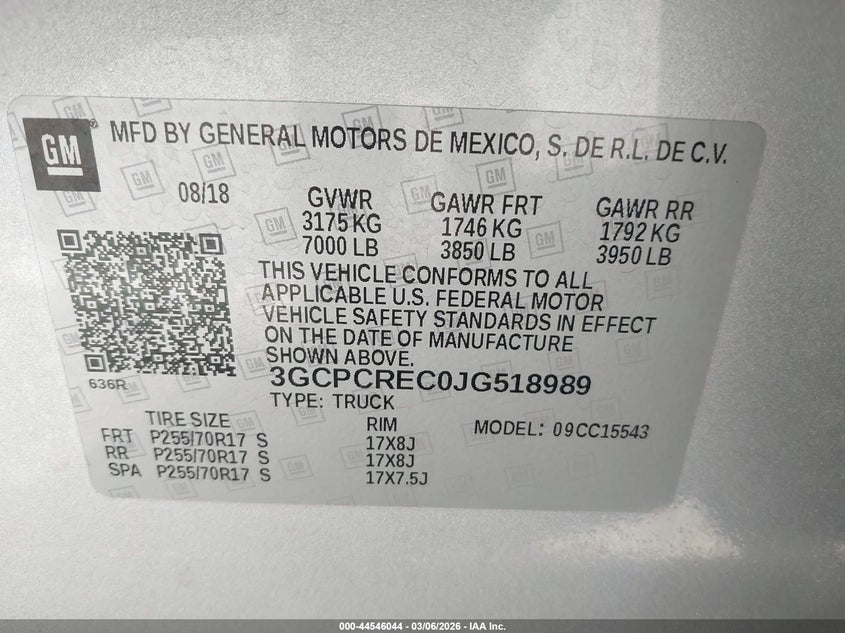 GM
MFD BY GENERAL MOTORS DE MEXICO, S. DE R.L. DE C.V.
08/18
GVWR GAWR FRT GAWR RR
3175 KG 1746 KG 1792 KG
7000 LB 3850 LB 3950 LB
THIS VEHICLE CONFORMS TO ALL
APPLICABLE U.S. FEDERAL MOTOR
VEHICLE SAFETY STANDARDS IN EFFECT
ON THE DATE OF MANUFACTURE
SHOWN ABOVE.
636R
3GCPCREC0JG518989
TYPE: TRUCK
TIRE SIZE RIM MODEL: 09CC15543
FRT P255/70R17 S 17X8J
RR P255/70R17 S 17X8J
SPA P255/70R17 S 17X7.5J
000-44546044 — 03/06/2026 — IAA Inc.